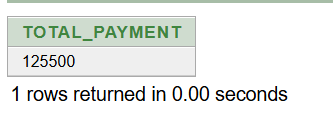 TOTAL_PAYMENT
125500
1 rows returned in 0.00 seconds